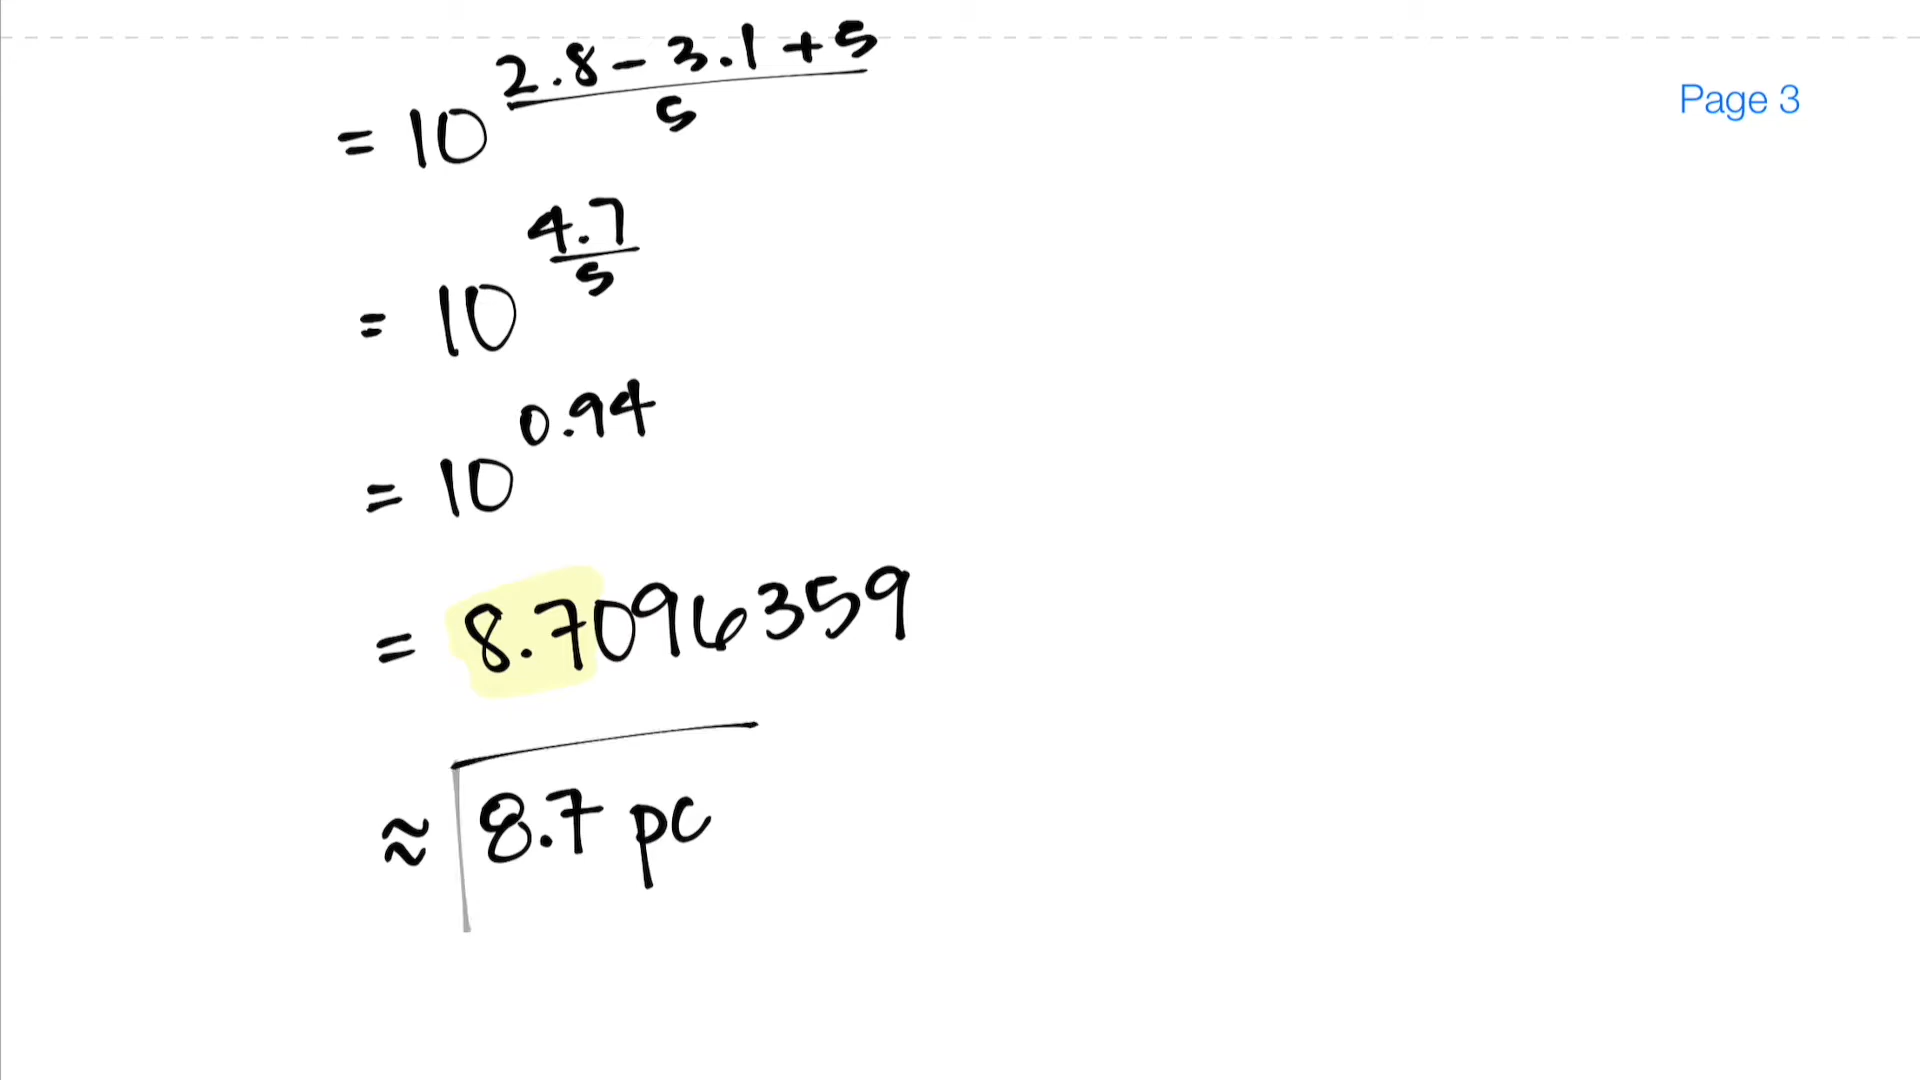 = 10^(2.8 - 3.1 + 5 / 5)
Page 3
= 10^(4.7 / 5)
= 10^0.94
= 8.7096359
≈ 8.7 pc